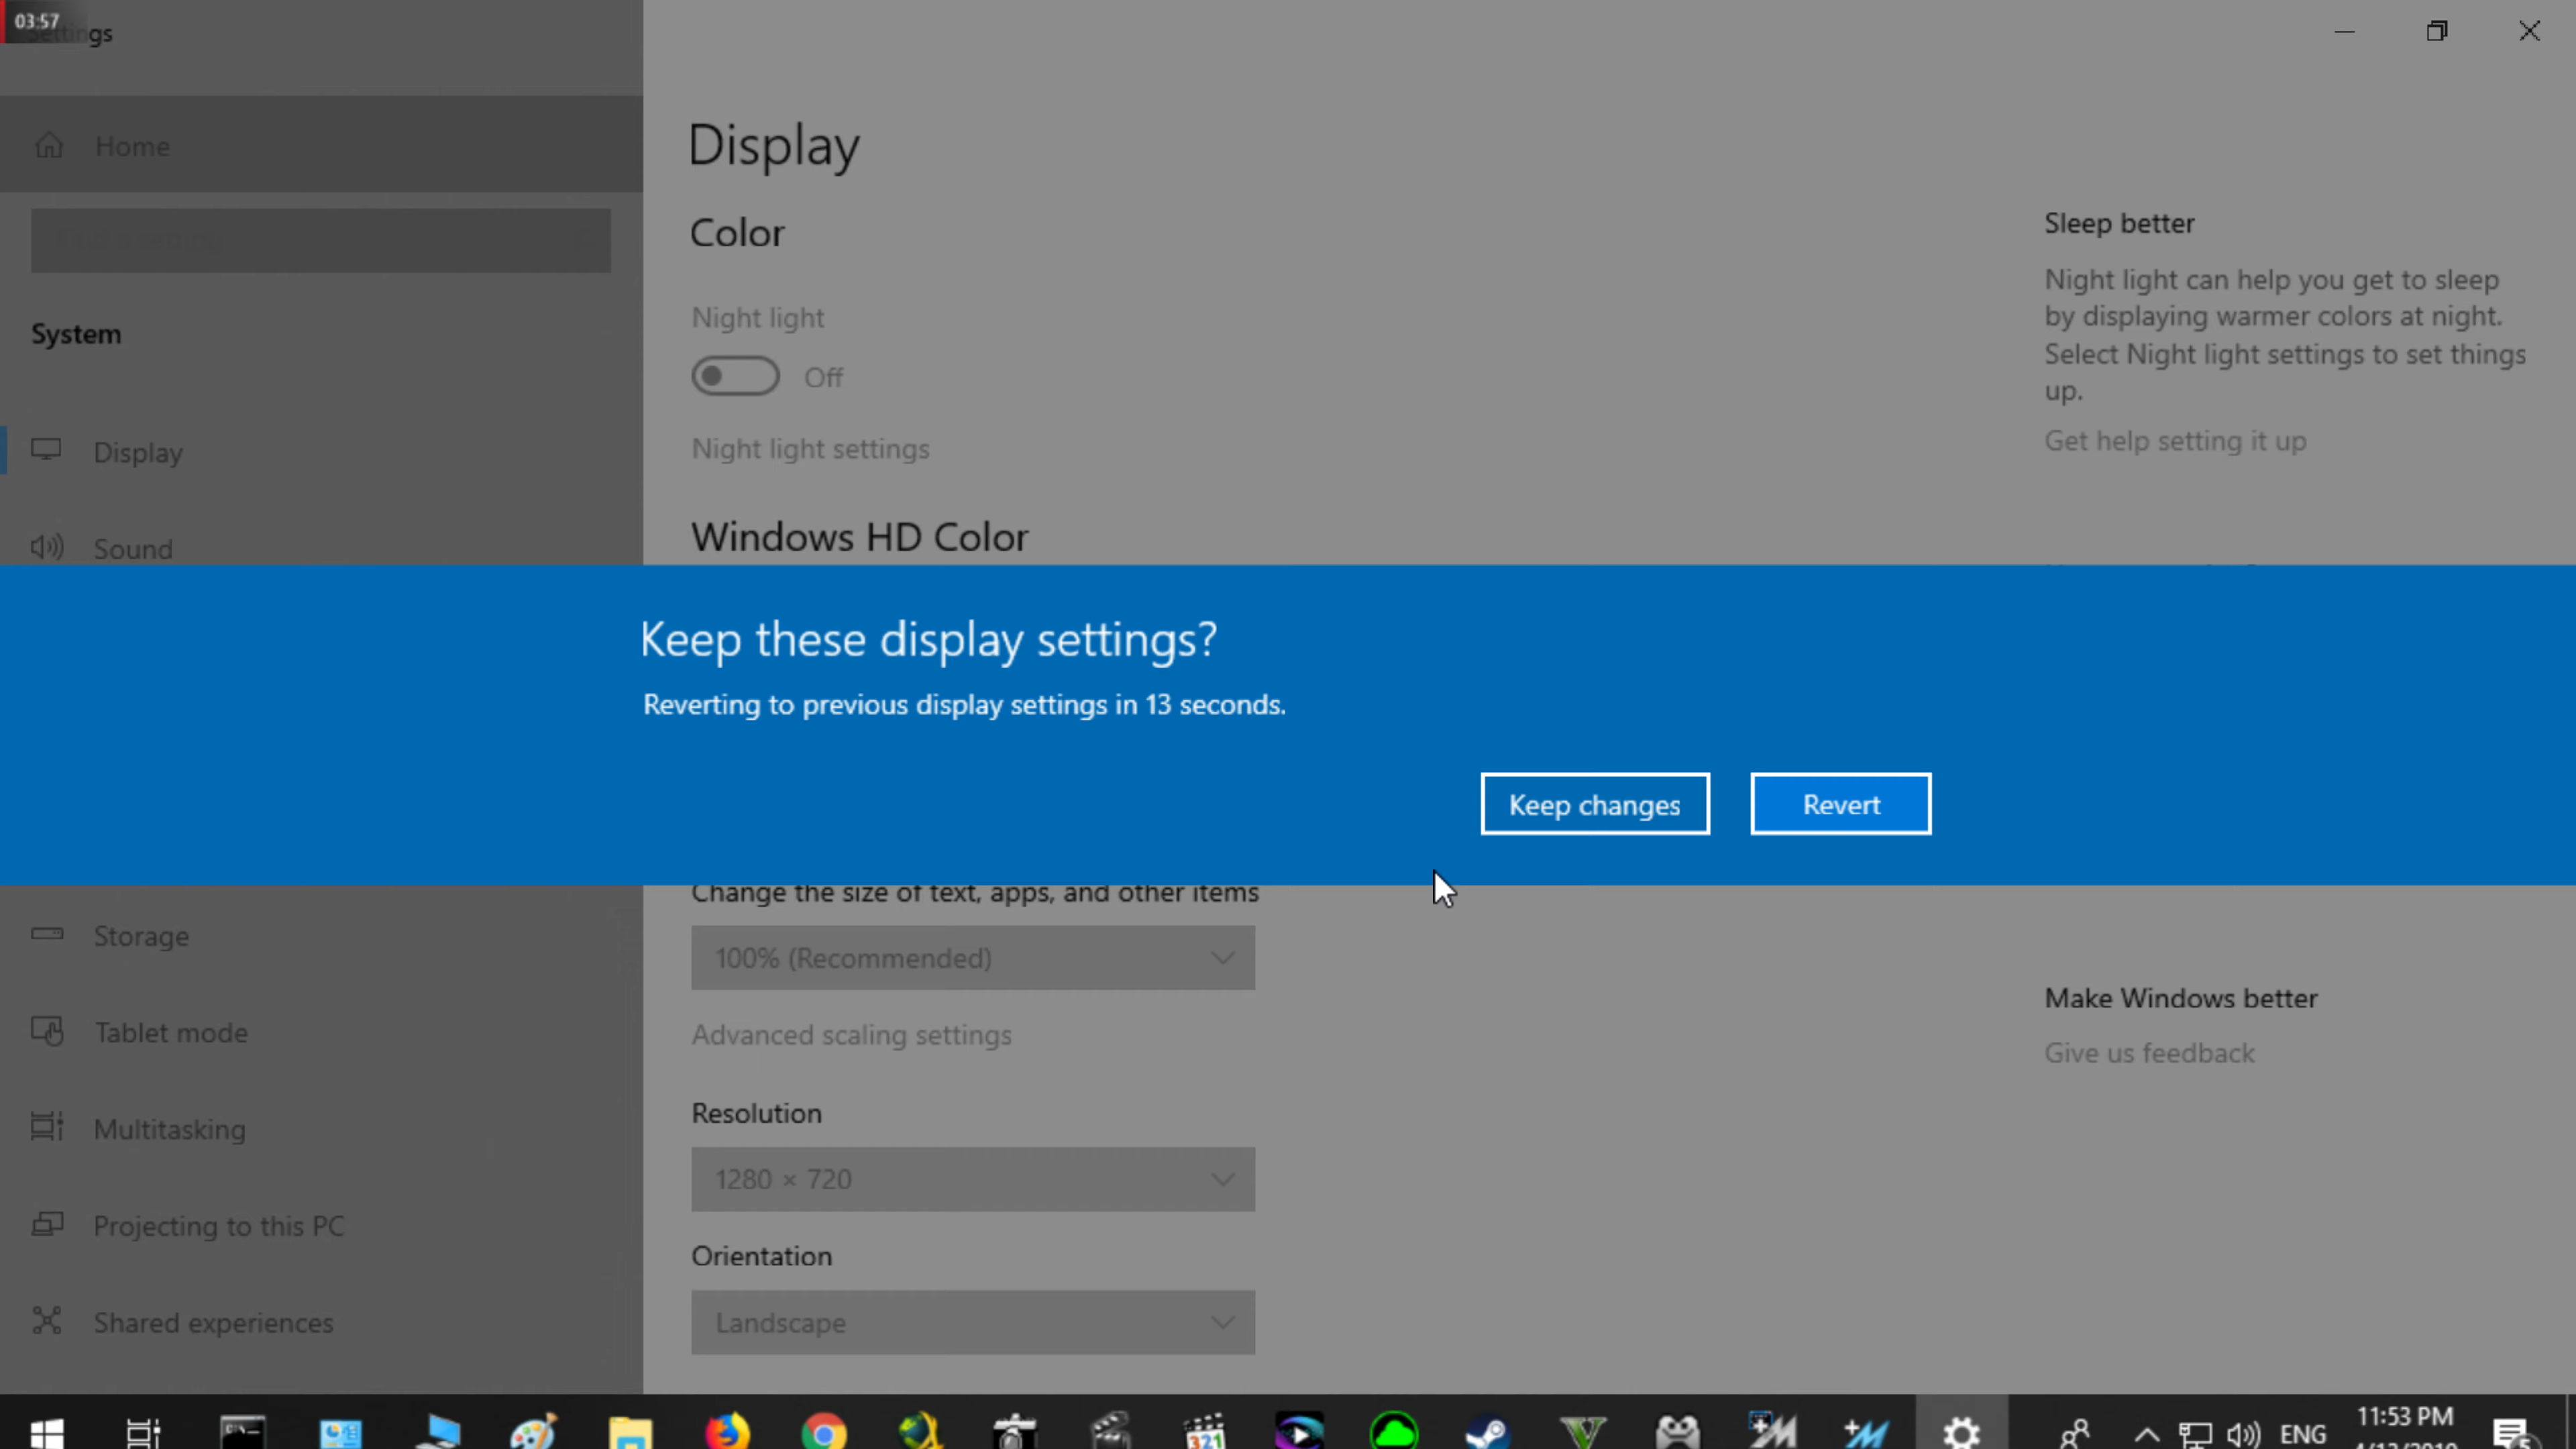 03:57
Settings
Home
System
Display
Sound
Storage
Tablet mode
Multitasking
Projecting to this PC
Shared experiences
Display
Color
Night light
Off
Night light settings
Windows HD Color
Keep these display settings?
Reverting to previous display settings in 13 seconds.
Keep changes
Revert
Change the size of text, apps, and other items
100% (Recommended)
Advanced scaling settings
Resolution
1280 × 720
Orientation
Landscape
Sleep better
Night light can help you get to sleep
by displaying warmer colors at night.
Select Night light settings to set things
up.
Get help setting it up
Make Windows better
Give us feedback
321
ENG
11:53 PM